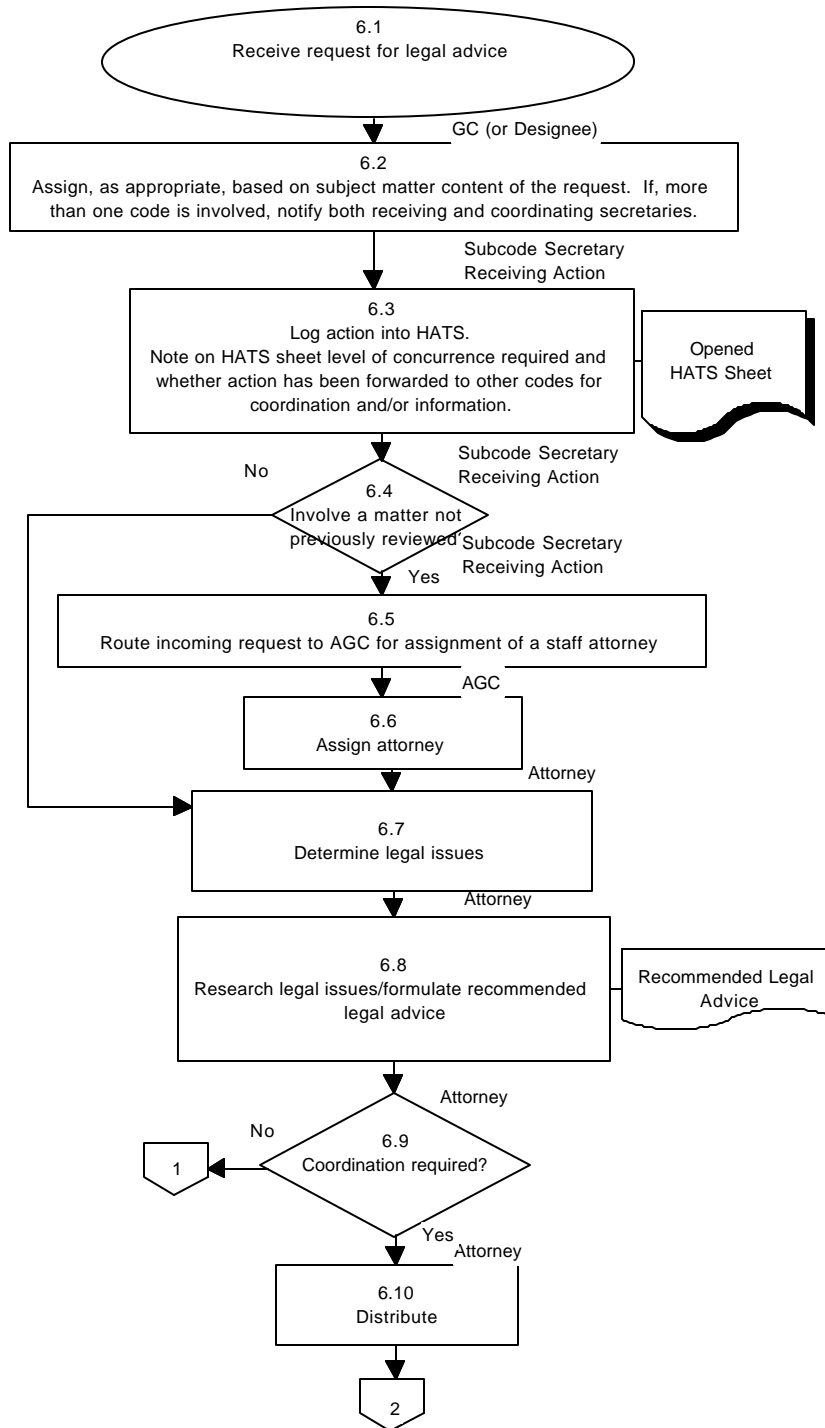 6.1
Receive request for legal advice
GC (or Designee)
6.2
Assign, as appropriate, based on subject matter content of the request. If, more
than one code is involved, notify both receiving and coordinating secretaries.
Subcode Secretary
Receiving Action
6.3
Log action into HATS.
Note on HATS sheet level of concurrence required and
whether action has been forwarded to other codes for
coordination and/or information.
Opened
HATS Sheet
Subcode Secretary
Receiving Action
No
6.4
Involve a matter not
previously reviewed?
Subcode Secretary
Receiving Action
Yes
6.5
Route incoming request to AGC for assignment of a staff attorney
AGC
6.6
Assign attorney
Attorney
6.7
Determine legal issues
Attorney
6.8
Research legal issues/formulate recommended
legal advice
Recommended Legal
Advice
Attorney
No
6.9
Coordination required?
1
Yes
Attorney
6.10
Distribute
2